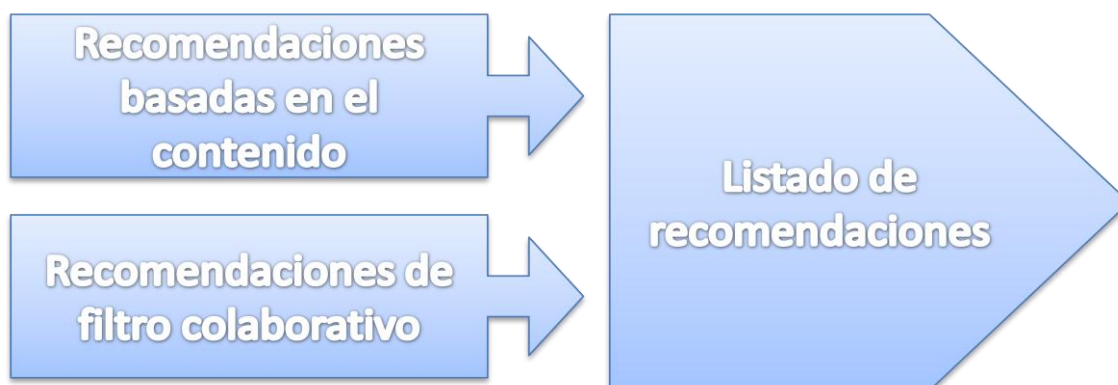 Recomendaciones
basadas en el
contenido
Recomendaciones de
filtro colaborativo
Listado de
recomendaciones